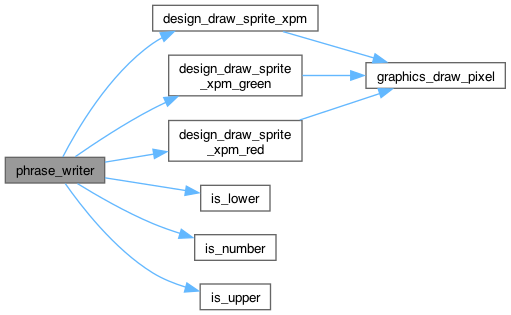 design_draw_sprite_xpm
design_draw_sprite
_xpm_green
graphics_draw_pixel
design_draw_sprite
_xpm_red
phrase_writer
is_lower
is_number
is_upper